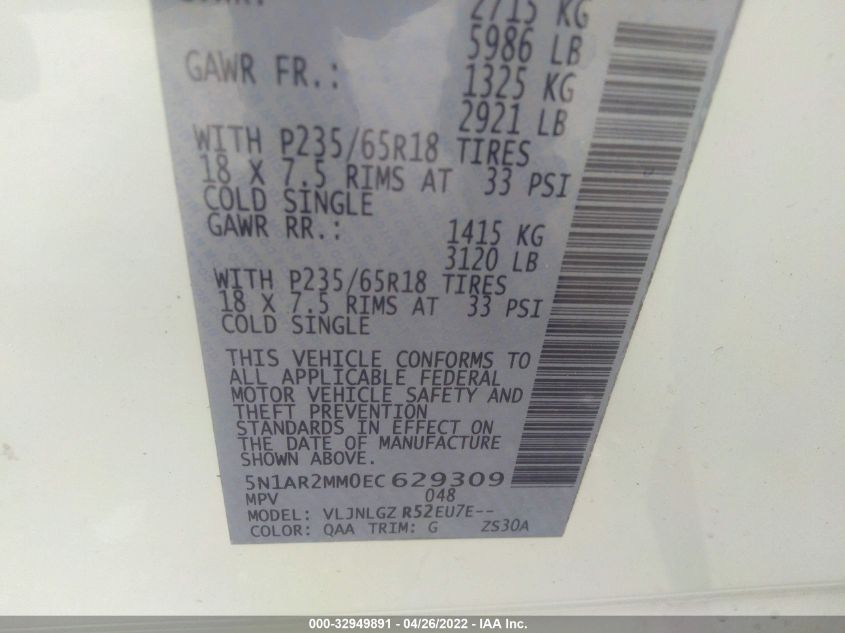 2715 KG
5986 LB
GAWR FR.: 1325 KG
2921 LB
WITH P235/65R18 TIRES
18 X 7.5 RIMS AT 33 PSI
COLD SINGLE
GAWR RR.: 1415 KG
3120 LB
WITH P235/65R18 TIRES
18 X 7.5 RIMS AT 33 PSI
COLD SINGLE
THIS VEHICLE CONFORMS TO
ALL APPLICABLE FEDERAL
MOTOR VEHICLE SAFETY AND
THEFT PREVENTION
STANDARDS IN EFFECT ON
THE DATE OF MANUFACTURE
SHOWN ABOVE.
5N1AR2MM0EC 629309
MPV 048
MODEL: VLJNLGZ R52EU7E--
COLOR: QAA TRIM: G ZS30A
000-32949891 - 04/26/2022 - IAA Inc.